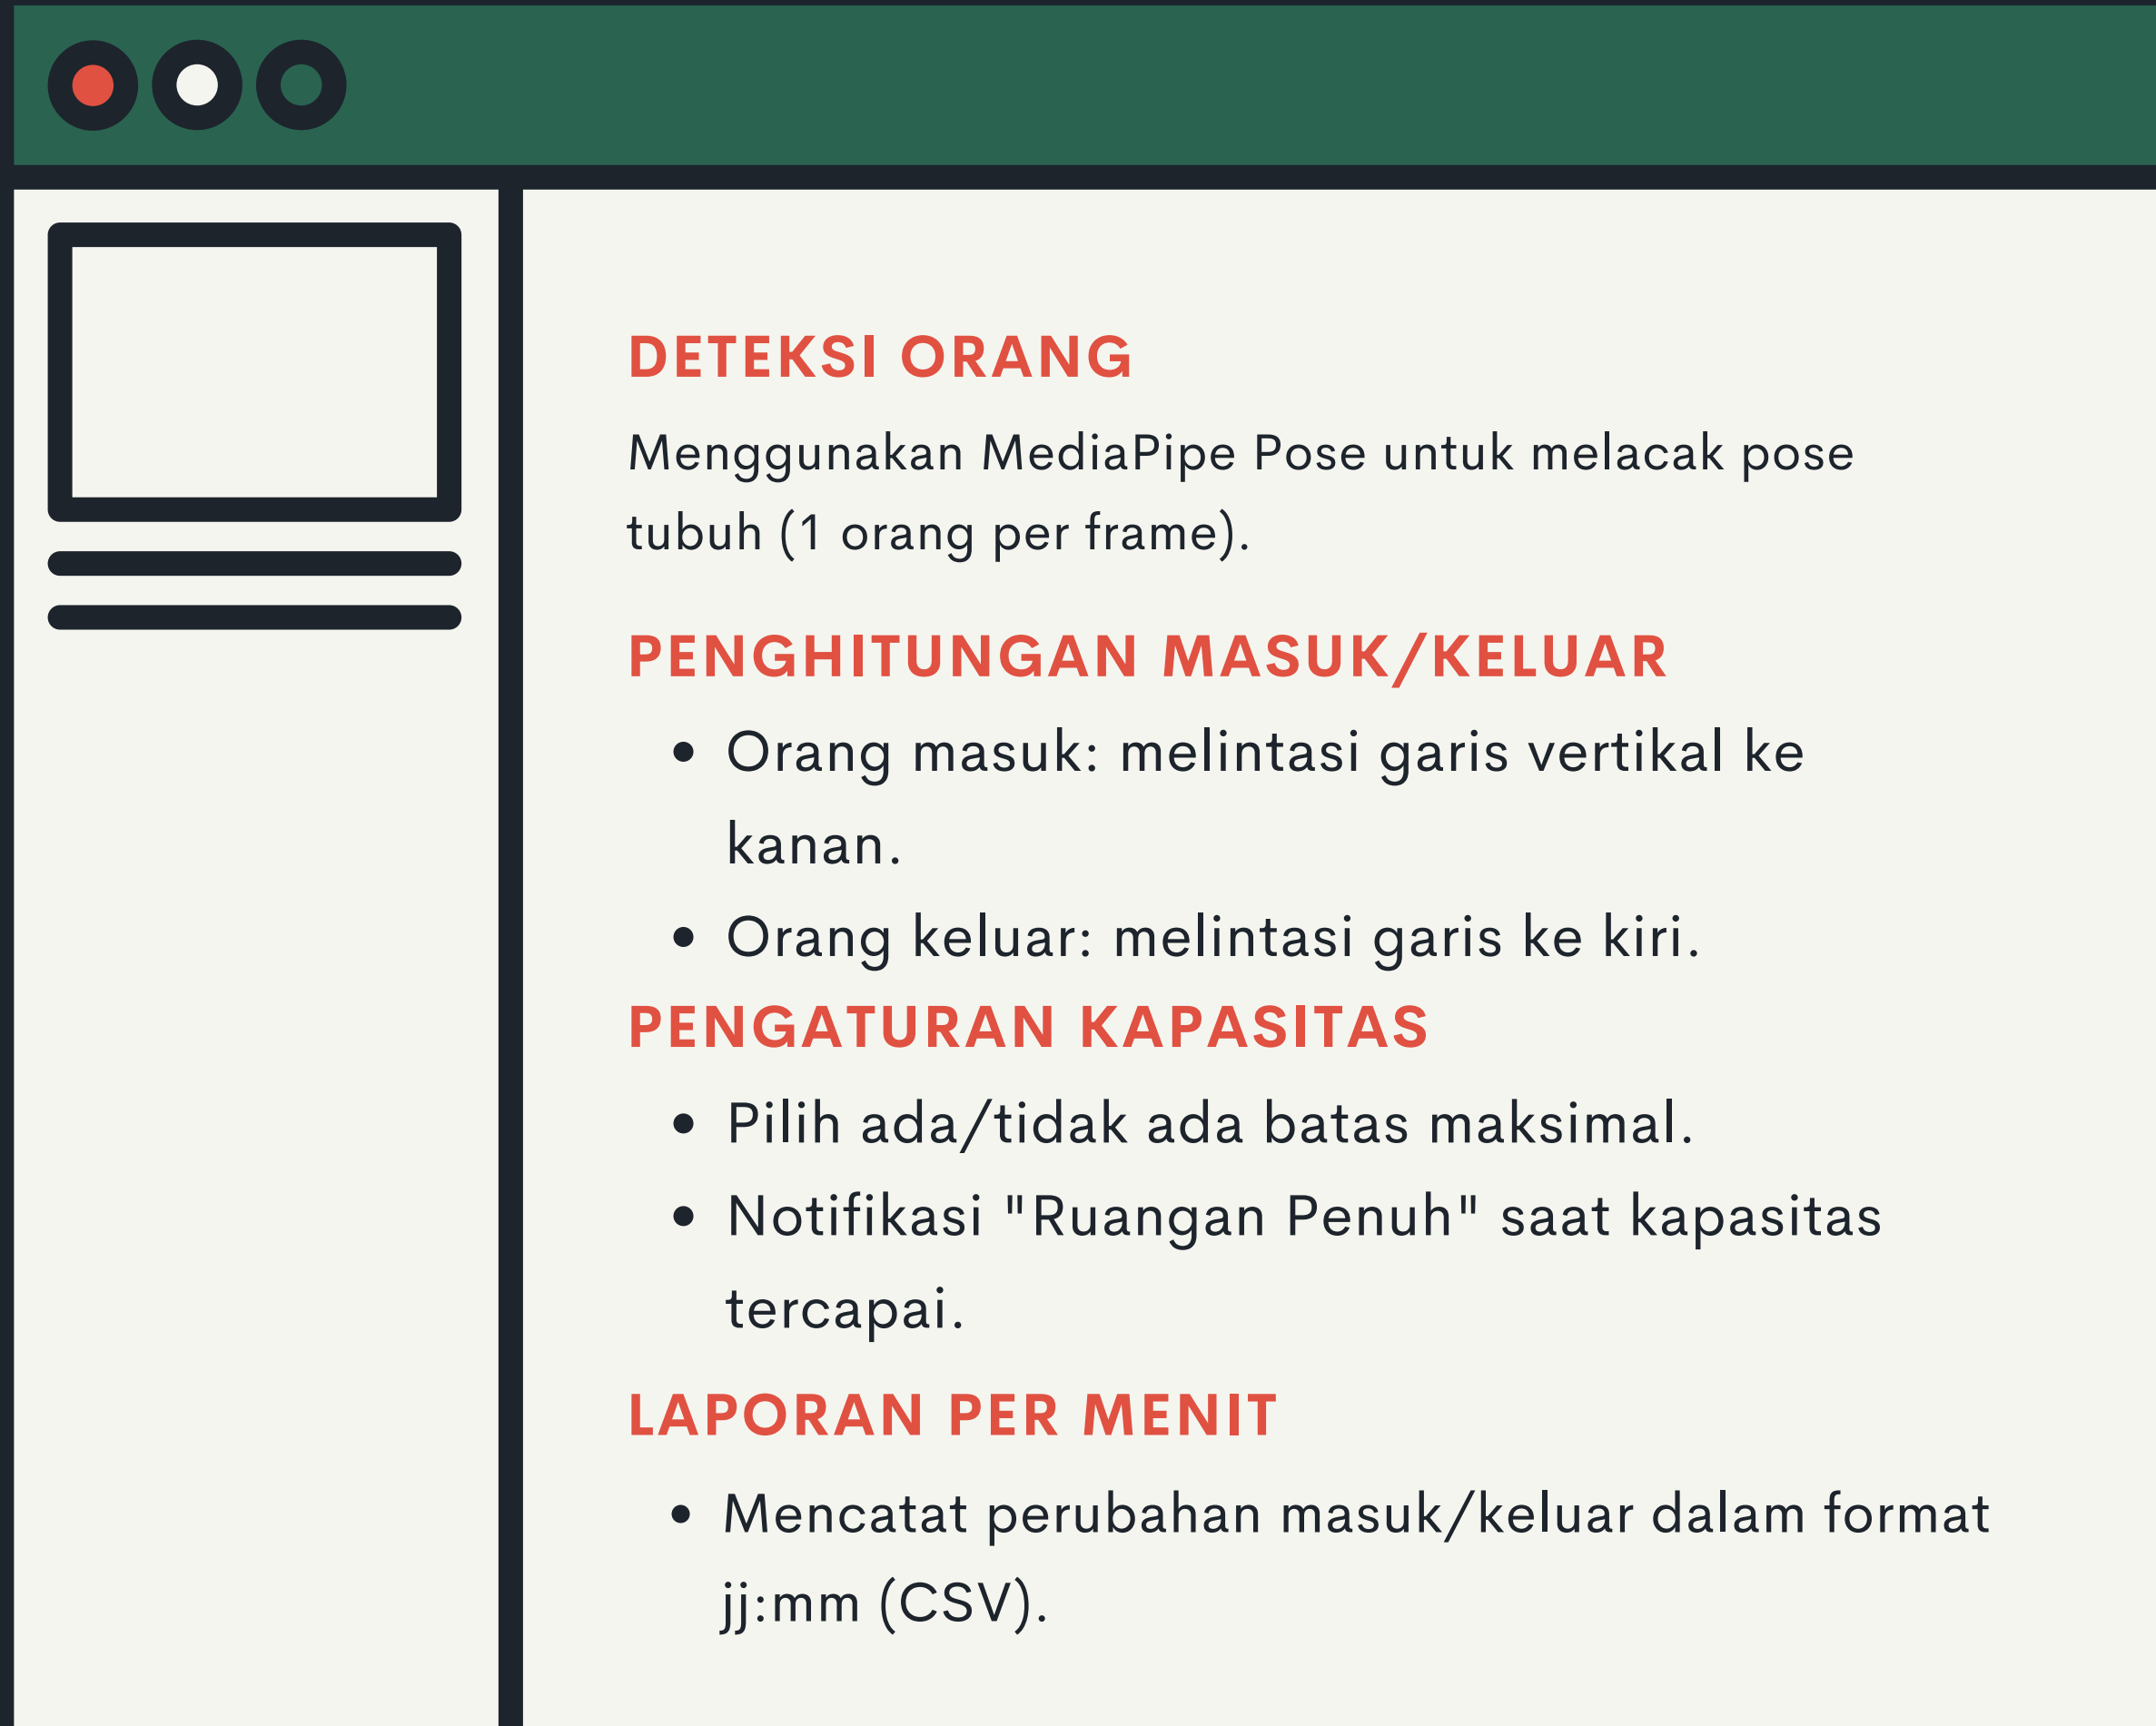 DETEKSI ORANG
Menggunakan MediaPipe Pose untuk melacak pose
tubuh (1 orang per frame).
PENGHITUNGAN MASUK/KELUAR
• Orang masuk: melintasi garis vertikal ke
kanan.
• Orang keluar: melintasi garis ke kiri.
PENGATURAN KAPASITAS
• Pilih ada/tidak ada batas maksimal.
• Notifikasi "Ruangan Penuh" saat kapasitas
tercapai.
LAPORAN PER MENIT
• Mencatat perubahan masuk/keluar dalam format
jj:mm (CSV).